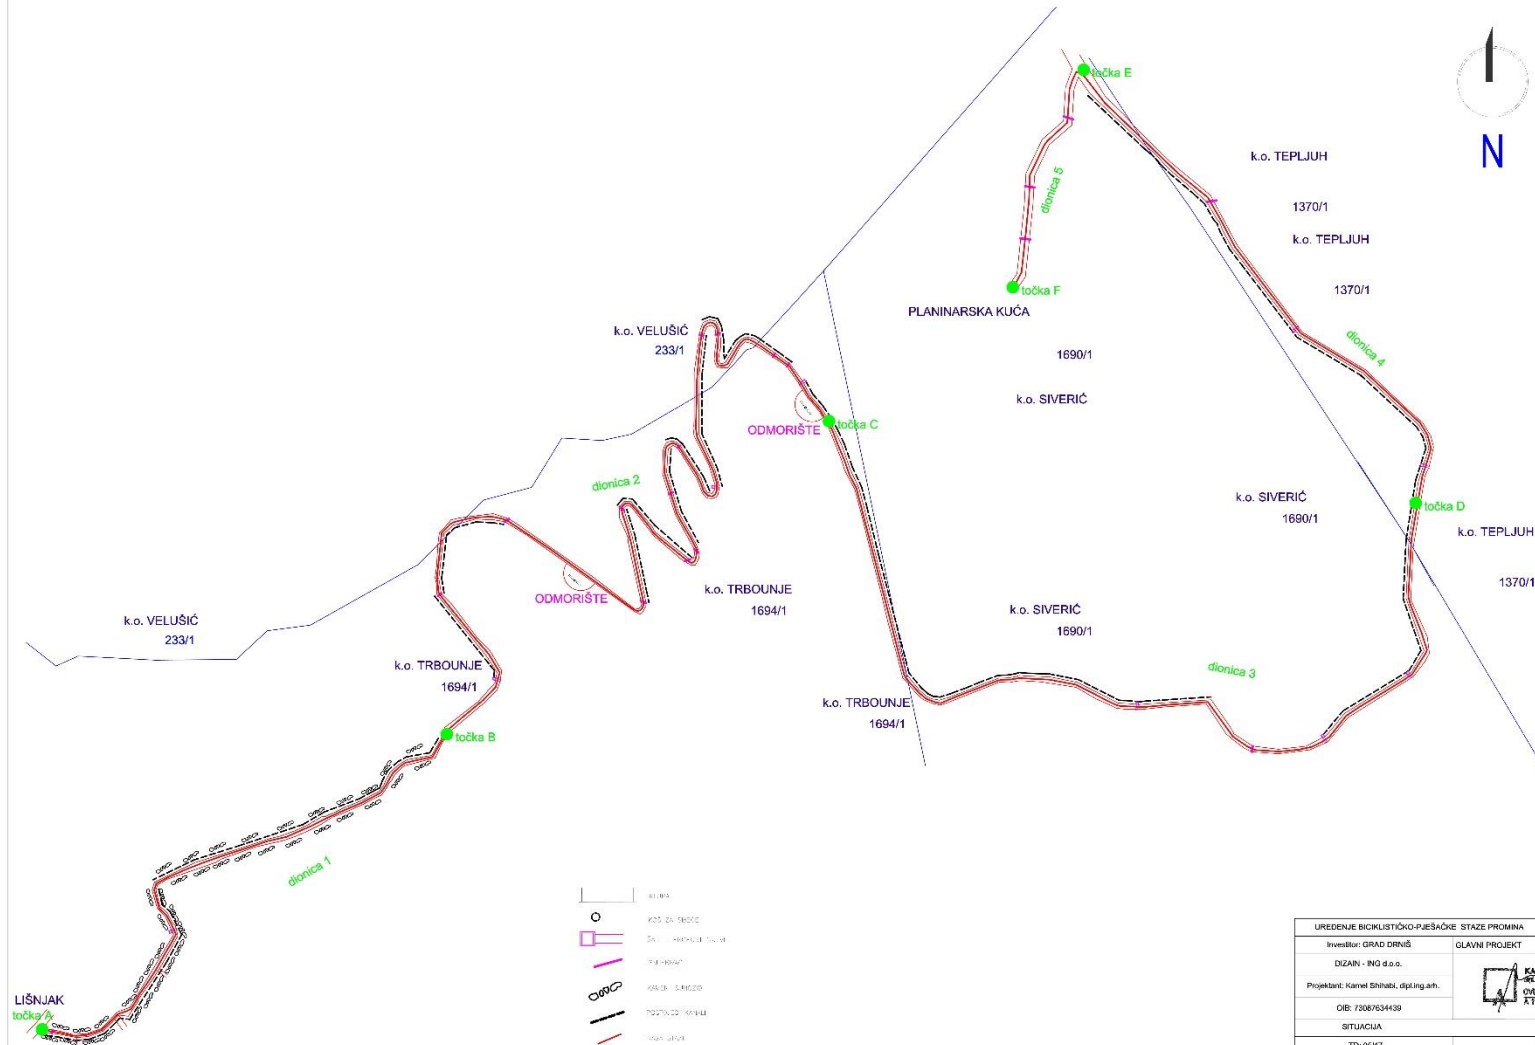 točka E
N
k.o. TEPLJUH
1370/1
k.o. TEPLJUH
1370/1
dionica 5
točka F
PLANINARSKA KUĆA
k.o. VELUŠIĆ
233/1
dionica 4
1690/1
k.o. SIVERIĆ
ODMORIŠTE
točka C
dionica 2
k.o. SIVERIĆ
1690/1
točka D
k.o. TEPLJUH
1370/1
ODMORIŠTE
k.o. TRBOUNJE
1694/1
k.o. SIVERIĆ
1690/1
k.o. VELUŠIĆ
233/1
k.o. TRBOUNJE
1694/1
dionica 3
k.o. TRBOUNJE
1694/1
točka B
dionica 1
LIŠNJAK
točka A
KOŠ ZA SMEĆE
UREĐENJE BICIKLISTIČKO-PJEŠAČKE STAZE PROMINA
Investitor: GRAD DRNIŠ
GLAVNI PROJEKT
DIZAIN - ING d.o.o.
Projektant: Kamel Shihabi, dipl.ing.arh.
OIB: 73087634439
SITUACIJA